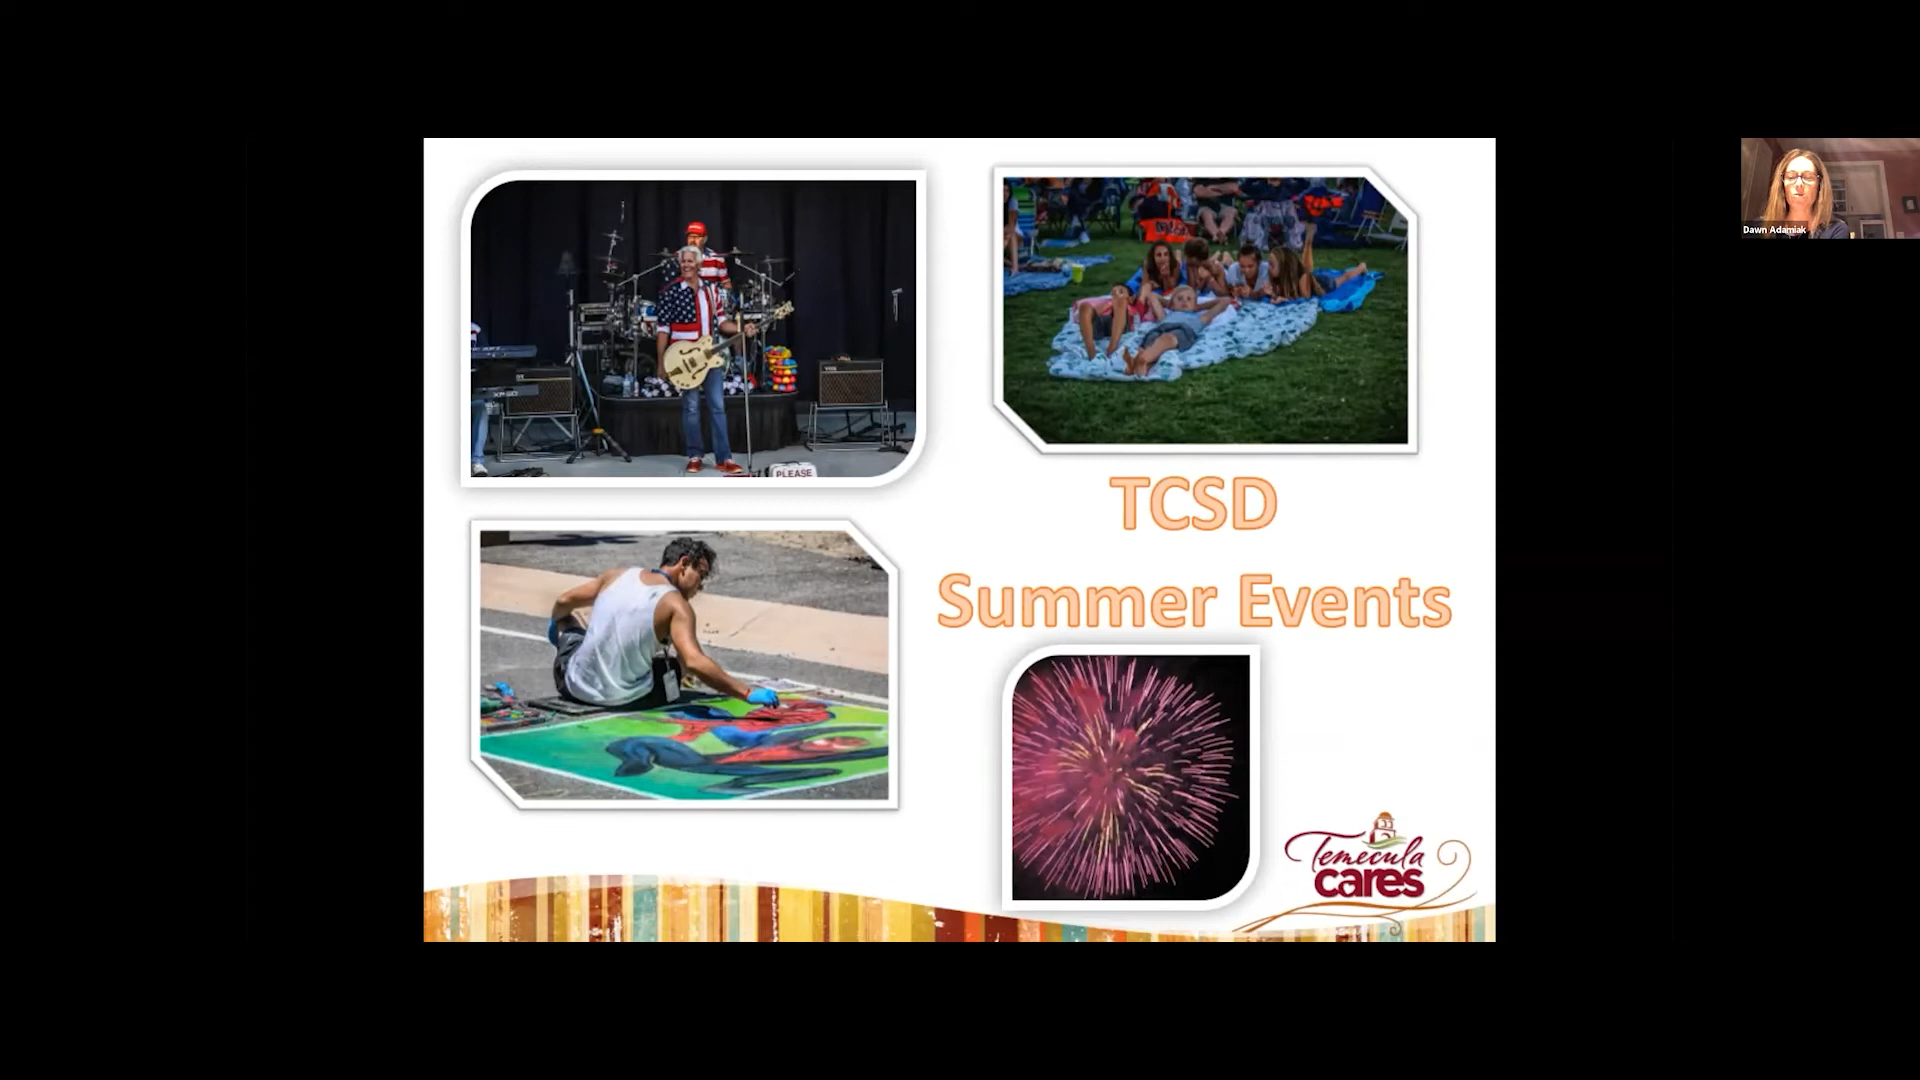 PLEASE
TCSD
Summer Events
Temecula
cares
Dawn Adamiak